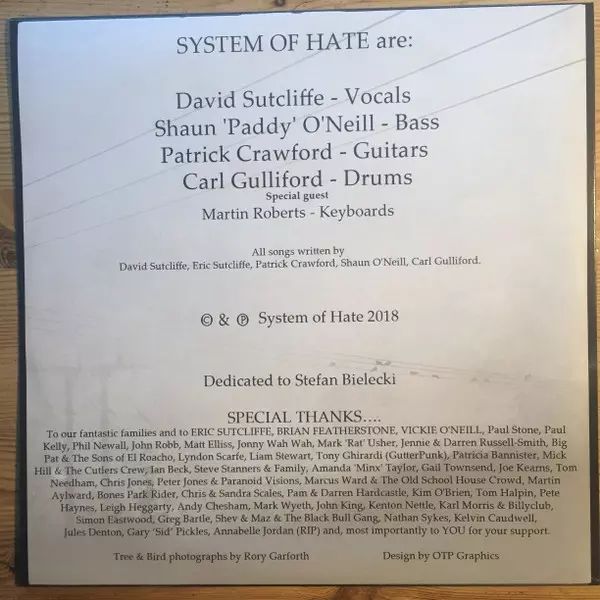 SYSTEM OF HATE are:
David Sutcliffe - Vocals
Shaun 'Paddy' O'Neill - Bass
Patrick Crawford - Guitars
Carl Gulliford - Drums
Special guest
Martin Roberts - Keyboards
All songs written by
David Sutcliffe, Eric Sutcliffe, Patrick Crawford, Shaun O'Neill, Carl Gulliford.
© & ℗ System of Hate 2018
Dedicated to Stefan Bielecki
SPECIAL THANKS....
To our fantastic families and to ERIC SUTCLIFFE, BRIAN FEATHERSTONE, VICKIE O'NEILL, Paul Stone, Paul
Kelly, Phil Newall, John Robb, Matt Elliss, Jonny Wah Wah, Mark 'Rat' Usher, Jennie & Darren Russell-Smith, Big
Pat & The Sons of El Roacho, Lyndon Scarfe, Liam Stewart, Tony Ghirardi (GutterPunk), Patricia Bannister, Mick
Hill & The Cutlers Crew, Ian Beck, Steve Stanners & Family, Amanda 'Minx' Taylor, Gail Townsend, Joe Kearns, Tom
Needham, Chris Jones, Peter Jones & Paranoid Visions, Marcus Ward & The Old School House Crowd, Martin
Aylward, Bones Park Rider, Chris & Sandra Scales, Pam & Darren Hardcastle, Kim O'Brien, Tom Halpin, Pete
Haynes, Leigh Heggarty, Andy Chesham, Mark Wyeth, John King, Kenton Nettle, Karl Morris & Billyclub,
Simon Eastwood, Greg Bartle, Shev & Maz & The Black Bull Gang, Nathan Sykes, Kelvin Caudwell,
Jules Denton, Gary 'Sid' Pickles, Annabelle Jordan (RIP) and, most importantly to YOU for your support.
Tree & Bird photographs by Rory Garforth
Design by OTP Graphics